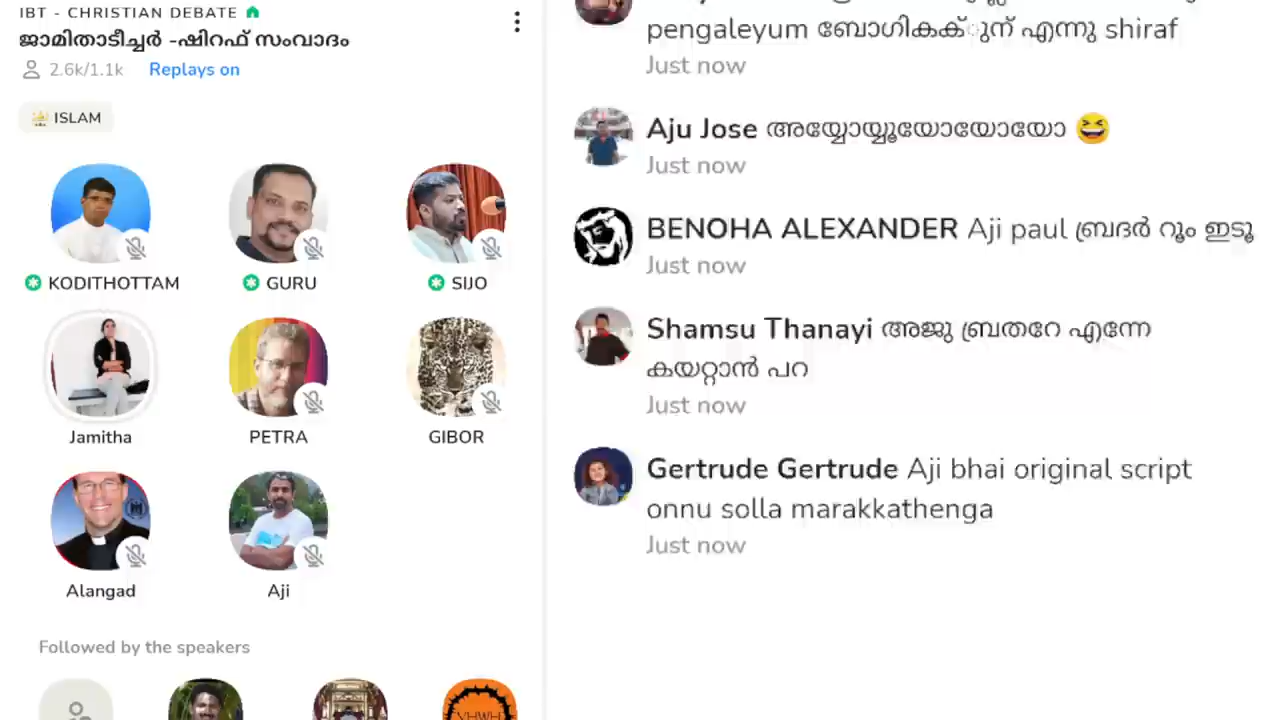 IBT - CHRISTIAN DEBATE
ജാമിതാടീച്ചർ -ഷിറഫ് സംവാദം
2.6k/1.1k Replays on
ISLAM
KODITHOTTAM
GURU
SIJO
Jamitha
PETRA
GIBOR
Alangad
Aji
Followed by the speakers
YHWH
pengaleyum ബോഗികക്ുന് എന്നു shiraf
Just now
Aju Jose അയ്യോയ്യൂയോയോയോ 😆
Just now
BENOHA ALEXANDER Aji paul ബ്രദർ റൂം ഇടൂ
Just now
Shamsu Thanayi അജു ബ്രതറേ എന്നേ
കയറ്റാൻ പറ
Just now
Gertrude Gertrude Aji bhai original script
onnu solla marakkathenga
Just now